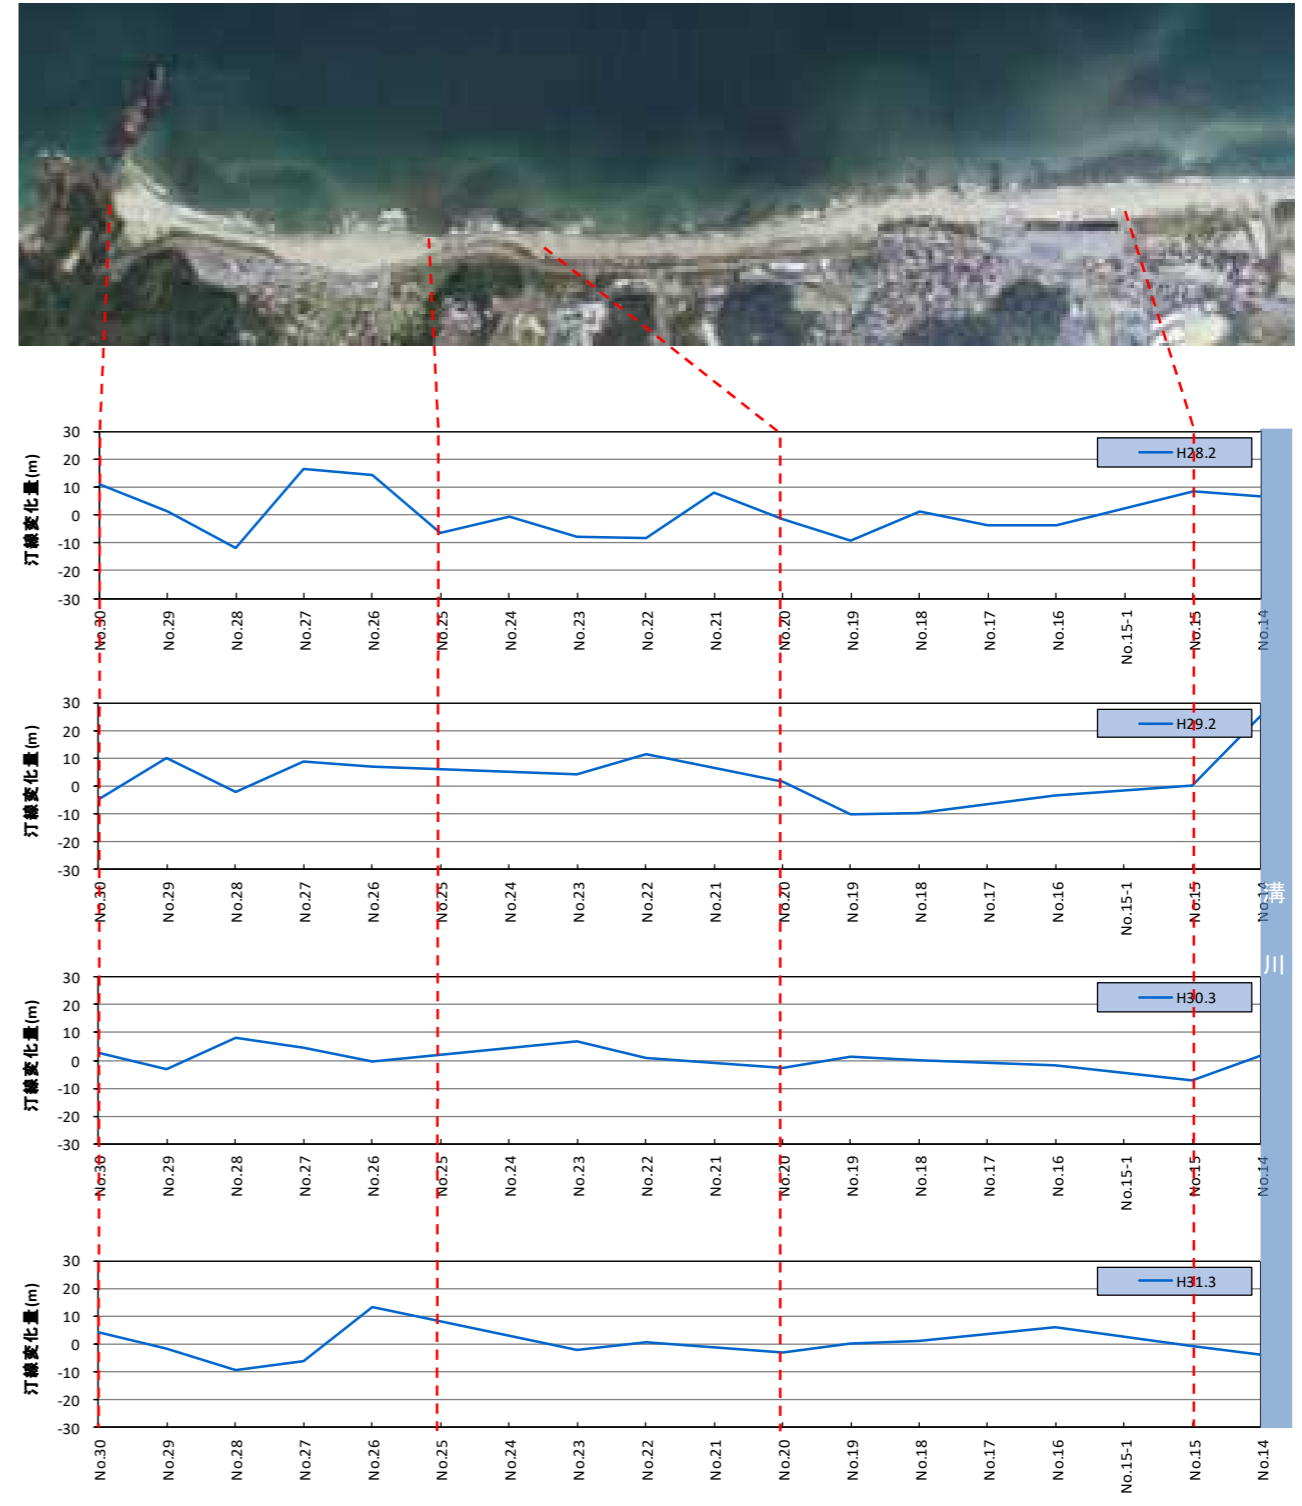 汀線変化量(m)
30
20
10
0
-10
-20
-30
H28.2
No.30
No.29
No.28
No.27
No.26
No.25
No.24
No.23
No.22
No.21
No.20
No.19
No.18
No.17
No.16
No.15-1
No.15
No.14
汀線変化量(m)
30
20
10
0
-10
-20
-30
H29.2
No.30
No.29
No.28
No.27
No.26
No.25
No.24
No.23
No.22
No.21
No.20
No.19
No.18
No.17
No.16
No.15-1
No.15
No.14
溝川
汀線変化量(m)
30
20
10
0
-10
-20
-30
H30.3
No.30
No.29
No.28
No.27
No.26
No.25
No.24
No.23
No.22
No.21
No.20
No.19
No.18
No.17
No.16
No.15-1
No.15
No.14
汀線変化量(m)
30
20
10
0
-10
-20
-30
H31.3
No.30
No.29
No.28
No.27
No.26
No.25
No.24
No.23
No.22
No.21
No.20
No.19
No.18
No.17
No.16
No.15-1
No.15
No.14